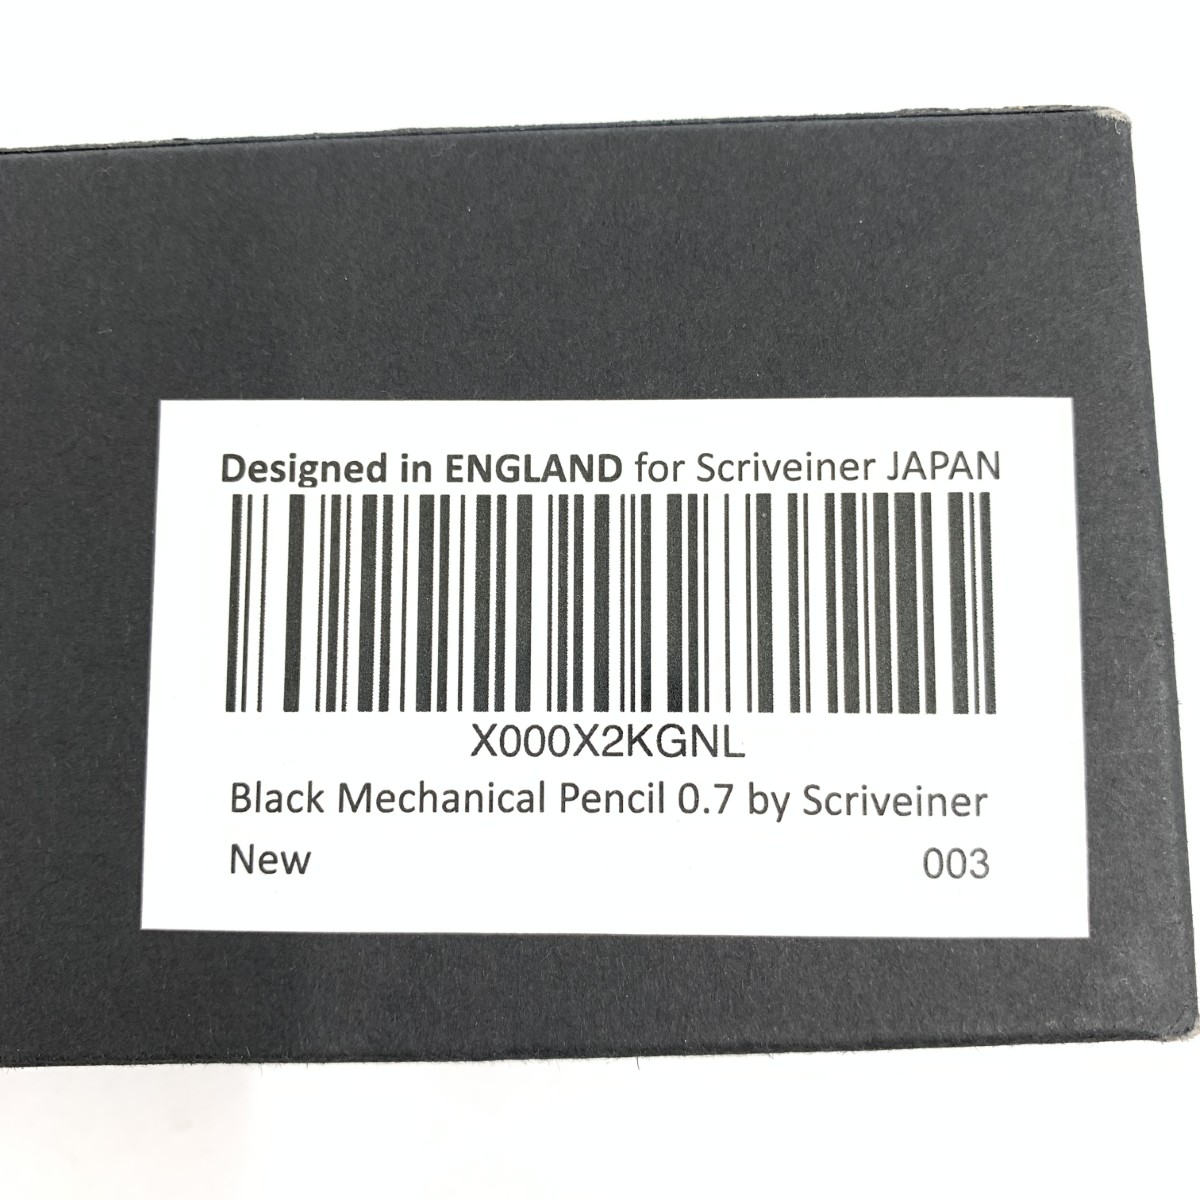 Designed in ENGLAND for Scriveiner JAPAN
X000X2KGNL
Black Mechanical Pencil 0.7 by Scriveiner
New 003